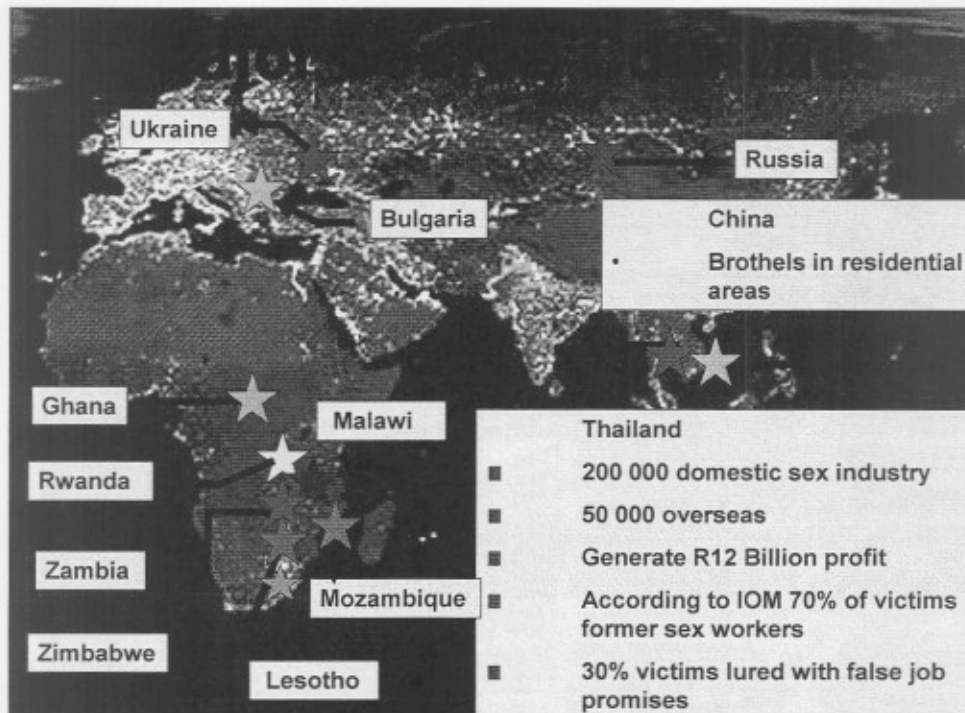 Ukraine
Russia
Bulgaria
China
• Brothels in residential
areas
Ghana
Malawi
Rwanda
Zambia
Mozambique
Zimbabwe
Lesotho
Thailand
■ 200 000 domestic sex industry
■ 50 000 overseas
■ Generate R12 Billion profit
■ According to IOM 70% of victims
former sex workers
■ 30% victims lured with false job
promises